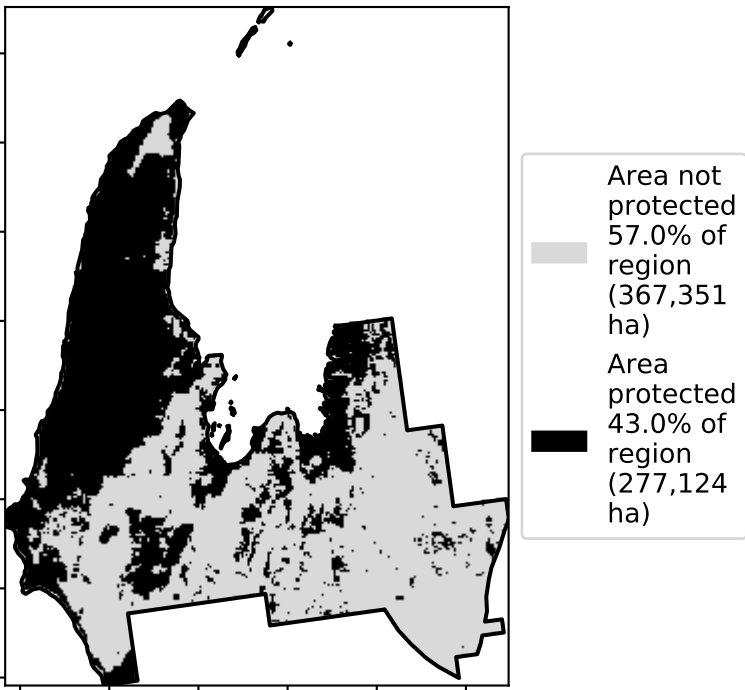 Area not
protected
57.0% of
region
(367,351
ha)
Area
protected
43.0% of
region
(277,124
ha)